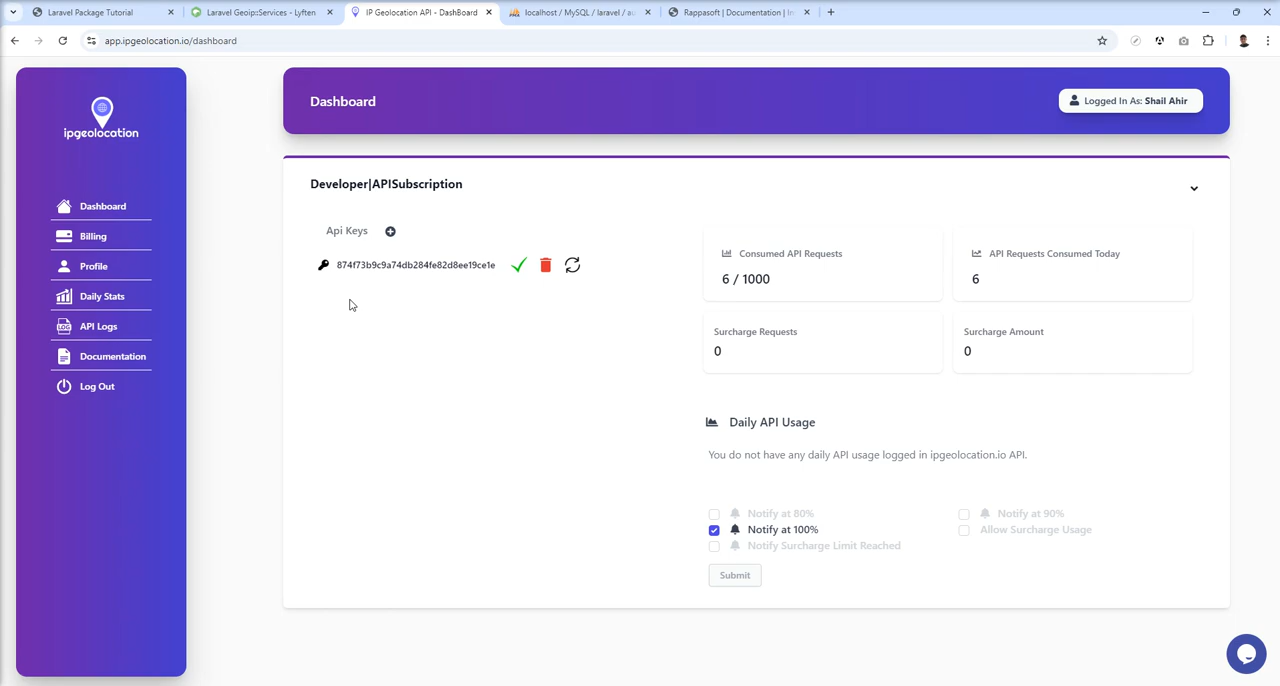 Laravel Package Tutorial
Laravel Geoip::Services - Lyften
IP Geolocation API - DashBoard
localhost / MySQL / laravel / au
Rappasoft | Documentation | In
app.ipgeolocation.io/dashboard
ipgeolocation
Dashboard
Billing
Profile
Daily Stats
LOG
API Logs
Documentation
Log Out
Dashboard
Logged In As: Shail Ahir
Developer|APISubscription
Api Keys
874f73b9c9a74db284fe82d8ee19ce1e
Consumed API Requests
6 / 1000
API Requests Consumed Today
6
Surcharge Requests
0
Surcharge Amount
0
Daily API Usage
You do not have any daily API usage logged in ipgeolocation.io API.
Notify at 80%
Notify at 90%
Notify at 100%
Allow Surcharge Usage
Notify Surcharge Limit Reached
Submit